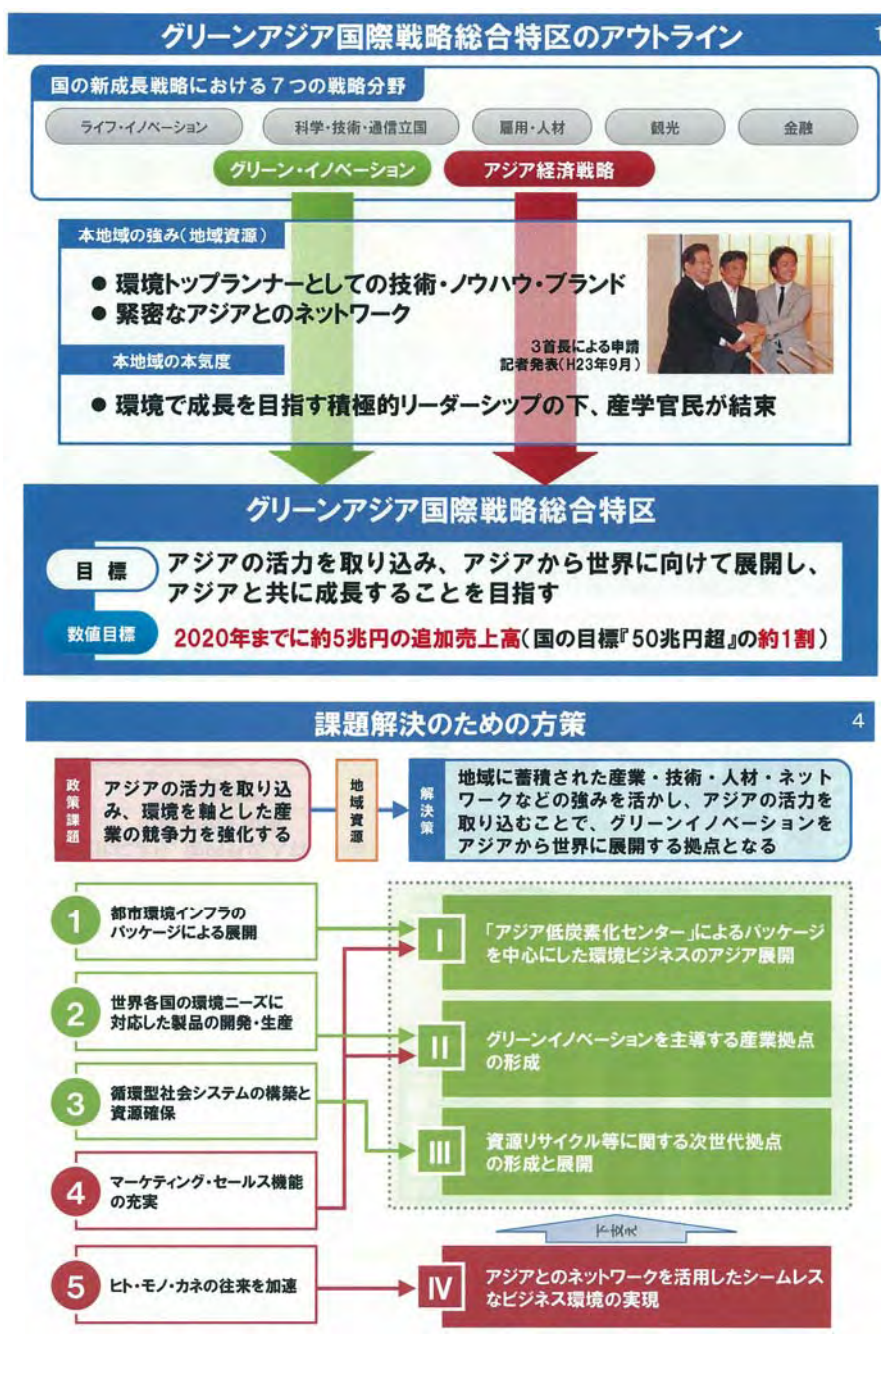 グリーンアジア国際戦略総合特区のアウトライン
1
国の新成長戦略における7つの戦略分野
ライフ・イノベーション
科学・技術・通信立国
雇用・人材
観光
金融
グリーン・イノベーション
アジア経済戦略
本地域の強み(地域資源)
● 環境トップランナーとしての技術・ノウハウ・ブランド
● 緊密なアジアとのネットワーク
3首長による申請
記者発表(H23年9月)
本地域の本気度
● 環境で成長を目指す積極的リーダーシップの下、産学官民が結束
グリーンアジア国際戦略総合特区
目標
アジアの活力を取り込み、アジアから世界に向けて展開し、
アジアと共に成長することを目指す
数値目標
2020年までに約5兆円の追加売上高(国の目標『50兆円超』の約1割)
課題解決のための方策
4
政策課題
アジアの活力を取り込
み、環境を軸とした産
業の競争力を強化する
地域資源
解決策
地域に蓄積された産業・技術・人材・ネット
ワークなどの強みを活かし、アジアの活力を
取り込むことで、グリーンイノベーションを
アジアから世界に展開する拠点となる
1
都市環境インフラの
パッケージによる展開
2
世界各国の環境ニーズに
対応した製品の開発・生産
3
循環型社会システムの構築と
資源確保
4
マーケティング・セールス機能
の充実
5
ヒト・モノ・カネの往来を加速
I
「アジア低炭素化センター」によるパッケージ
を中心にした環境ビジネスのアジア展開
II
グリーンイノベーションを主導する産業拠点
の形成
III
資源リサイクル等に関する次世代拠点
の形成と展開
IV
アジアとのネットワークを活用したシームレス
なビジネス環境の実現